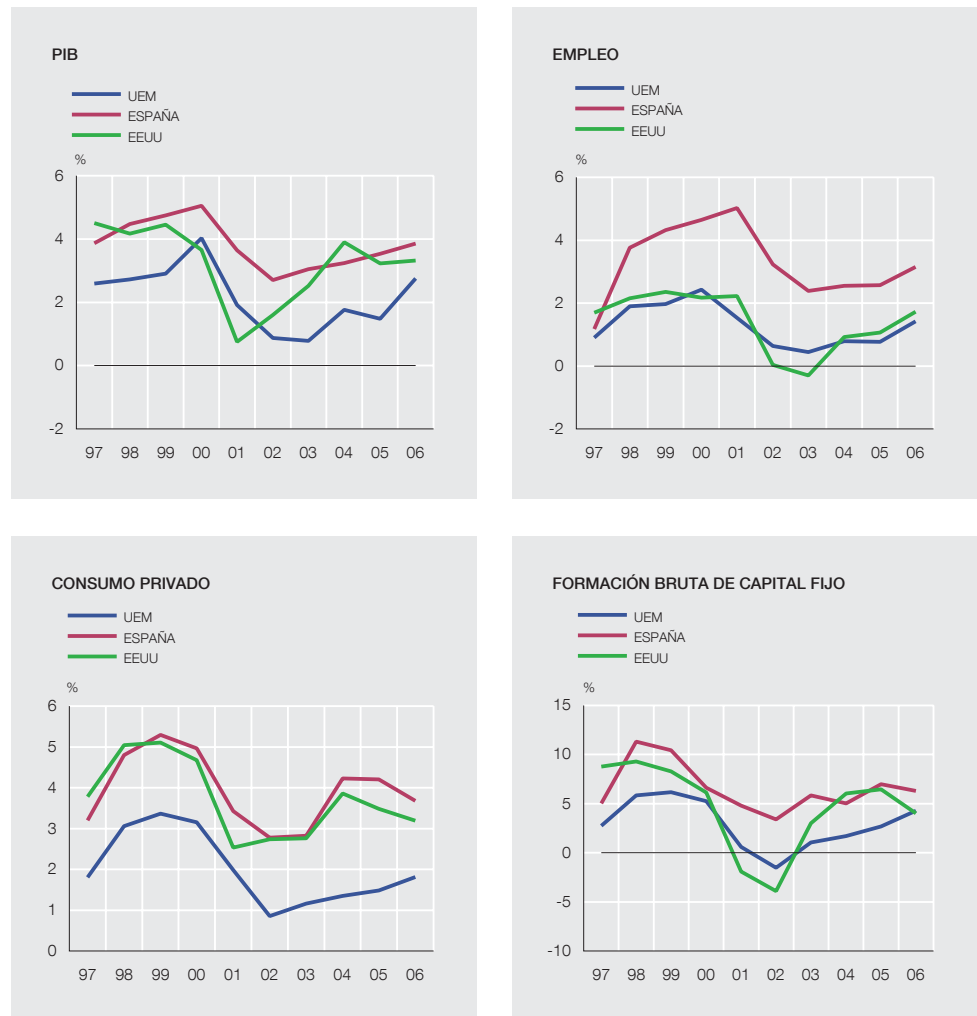 PIB
UEM
ESPAÑA
EEUU
%
6
4
2
0
-2
97 98 99 00 01 02 03 04 05 06
EMPLEO
UEM
ESPAÑA
EEUU
%
6
4
2
0
-2
97 98 99 00 01 02 03 04 05 06
CONSUMO PRIVADO
UEM
ESPAÑA
EEUU
%
6
5
4
3
2
1
0
97 98 99 00 01 02 03 04 05 06
FORMACIÓN BRUTA DE CAPITAL FIJO
UEM
ESPAÑA
EEUU
%
15
10
5
0
-5
-10
97 98 99 00 01 02 03 04 05 06